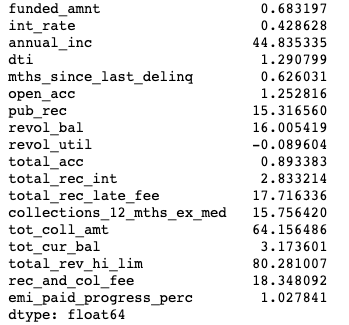 funded_amnt 0.683197
int_rate 0.428628
annual_inc 44.835335
dti 1.290799
mths_since_last_delinq 0.626031
open_acc 1.252816
pub_rec 15.316560
revol_bal 16.005419
revol_util -0.089604
total_acc 0.893383
total_rec_int 2.833214
total_rec_late_fee 17.716336
collections_12_mths_ex_med 15.756420
tot_coll_amt 64.156486
tot_cur_bal 3.173601
total_rev_hi_lim 80.281007
rec_and_col_fee 18.348092
emi_paid_progress_perc 1.027841
dtype: float64